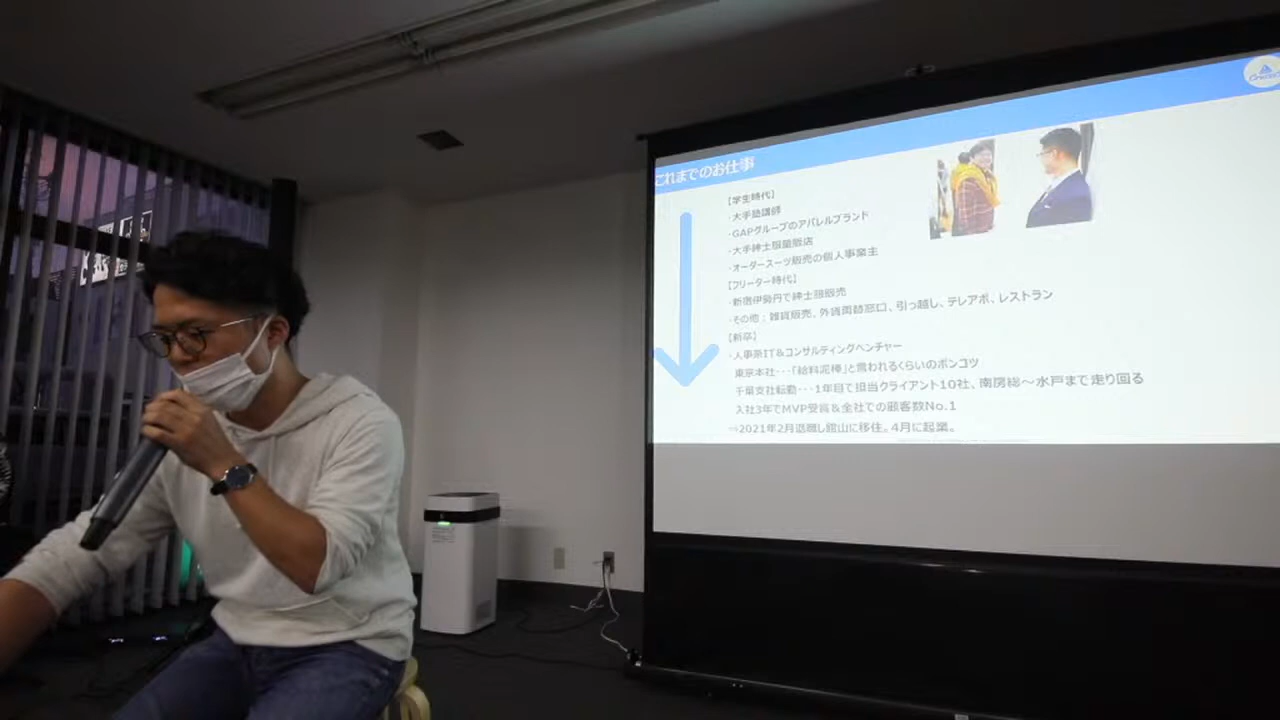 これまでのお仕事
【学生時代】
・大手塾講師
・GAPグループのアパレルブランド
・大手紳士服量販店
・オーダースーツ販売の個人事業主
【フリーター時代】
・新宿伊勢丹で紳士服販売
・その他：雑貨販売、外貨両替窓口、引っ越し、テレアポ、レストラン
【新卒】
・人事系IT＆コンサルティングベンチャー
東京本社･･･「給料泥棒」と言われるくらいのポンコツ
千葉支社転勤･･･1年目で担当クライアント10社、南房総～水戸まで走り回る
入社3年でMVP受賞＆全社での顧客数No.1
⇒2021年2月退職し館山に移住。4月に起業。